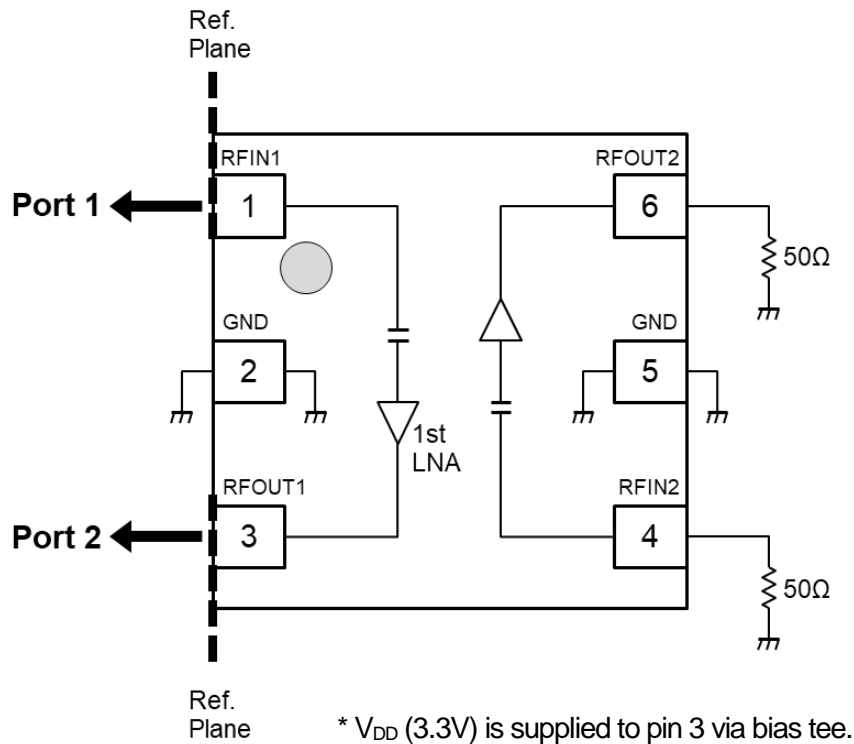 Ref.
Plane
RFIN1
RFOUT2
Port 1
1
6
50Ω
GND
GND
2
5
1st
LNA
RFOUT1
RFIN2
Port 2
3
4
50Ω
Ref.
Plane
* VDD (3.3V) is supplied to pin 3 via bias tee.